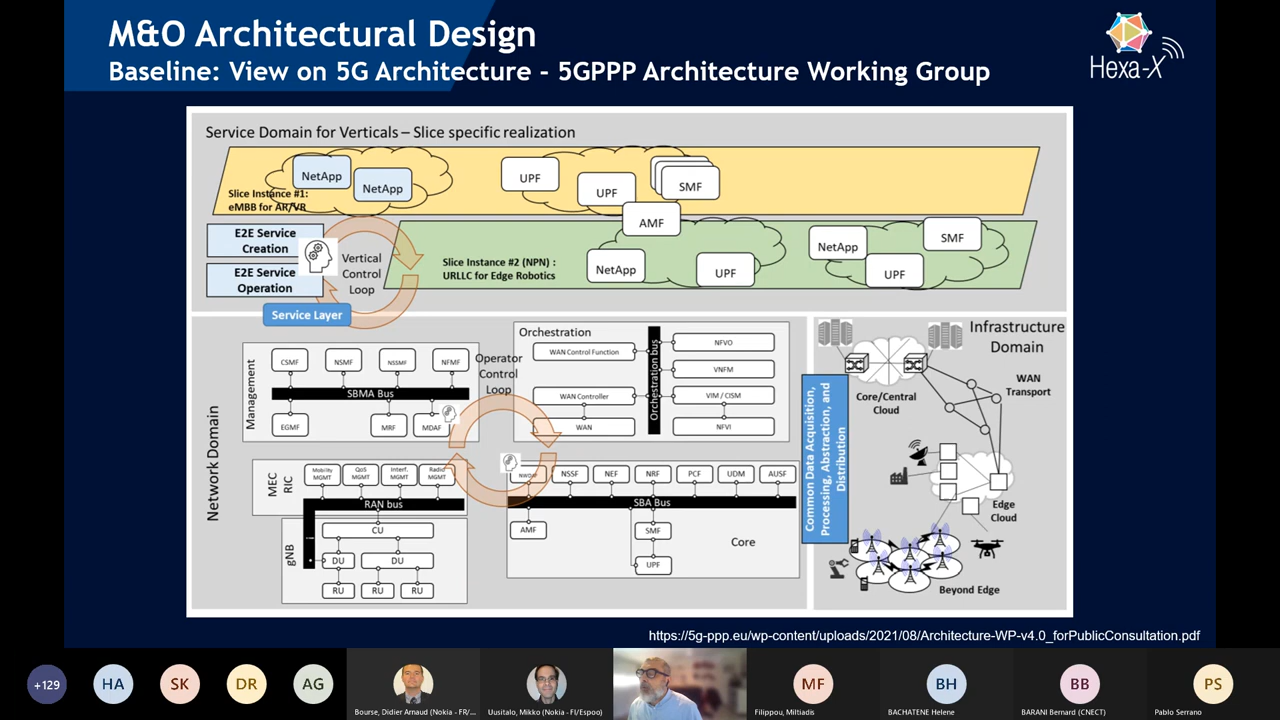 M&O Architectural Design
Baseline: View on 5G Architecture - 5GPPP Architecture Working Group
Hexa-X
Service Domain for Verticals – Slice specific realization
NetApp
NetApp
Slice Instance #1:
eMBB for AR/VR
UPF
UPF
SMF
AMF
E2E Service
Creation
E2E Service
Operation
Vertical
Control
Loop
Service Layer
Slice Instance #2 (NPN) :
URLLC for Edge Robotics
NetApp
UPF
NetApp
UPF
SMF
Network Domain
Management
CSMF
NSMF
NSSMF
NFMF
SBMA Bus
EGMF
MRF
MDAF
Operator
Control
Loop
Orchestration
WAN Control Function
WAN Controller
WAN
Orchestration bus
NFVO
VNFM
VIM / CISM
NFVI
MEC
RIC
Mobility
MGMT
QoS
MGMT
Interf.
MGMT
Radio
MGMT
RAN bus
gNB
CU
DU
DU
RU
RU
RU
NWDAF
NSSF
NEF
NRF
PCF
UDM
AUSF
SBA Bus
AMF
SMF
UPF
Core
Common Data Acquisition,
Processing, Abstraction, and
Distribution
Infrastructure
Domain
Core/Central
Cloud
WAN
Transport
Edge
Cloud
Beyond Edge
https://5g-ppp.eu/wp-content/uploads/2021/08/Architecture-WP-v4.0_forPublicConsultation.pdf
+129
HA
SK
DR
AG
Bourse, Didier Arnaud (Nokia - FR/...
Uusitalo, Mikko (Nokia - FI/Espoo)
MF
Filippou, Miltiadis
BH
BACHATENE Helene
BB
BARANI Bernard (CNECT)
PS
Pablo Serrano